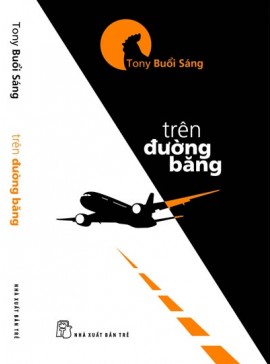 Tony Buổi Sáng
trên đường băng
NHÀ XUẤT BẢN TRẺ
Tony Buổi Sáng
trên
đường
băng
NHÀ XUẤT BẢN TRẺ